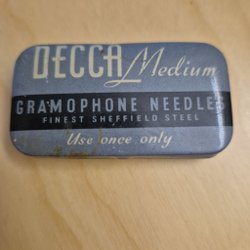 DECCA Medium
GRAMOPHONE NEEDLES
FINEST SHEFFIELD STEEL
Use once only